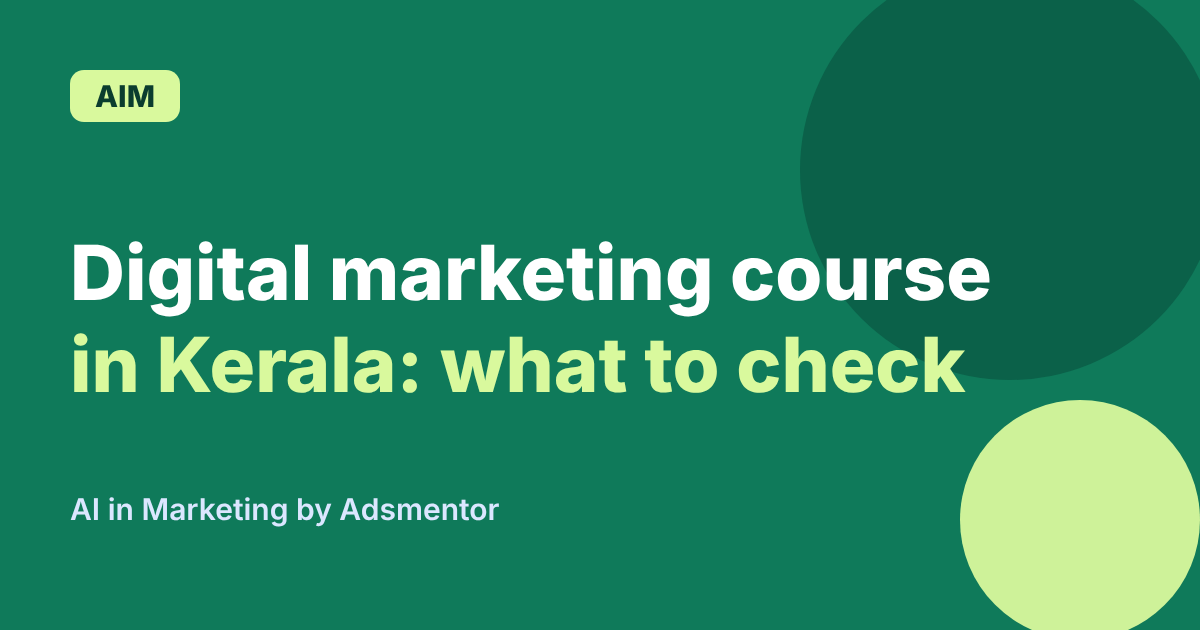 AIM
Digital marketing course
in Kerala: what to check
AI in Marketing by Adsmentor